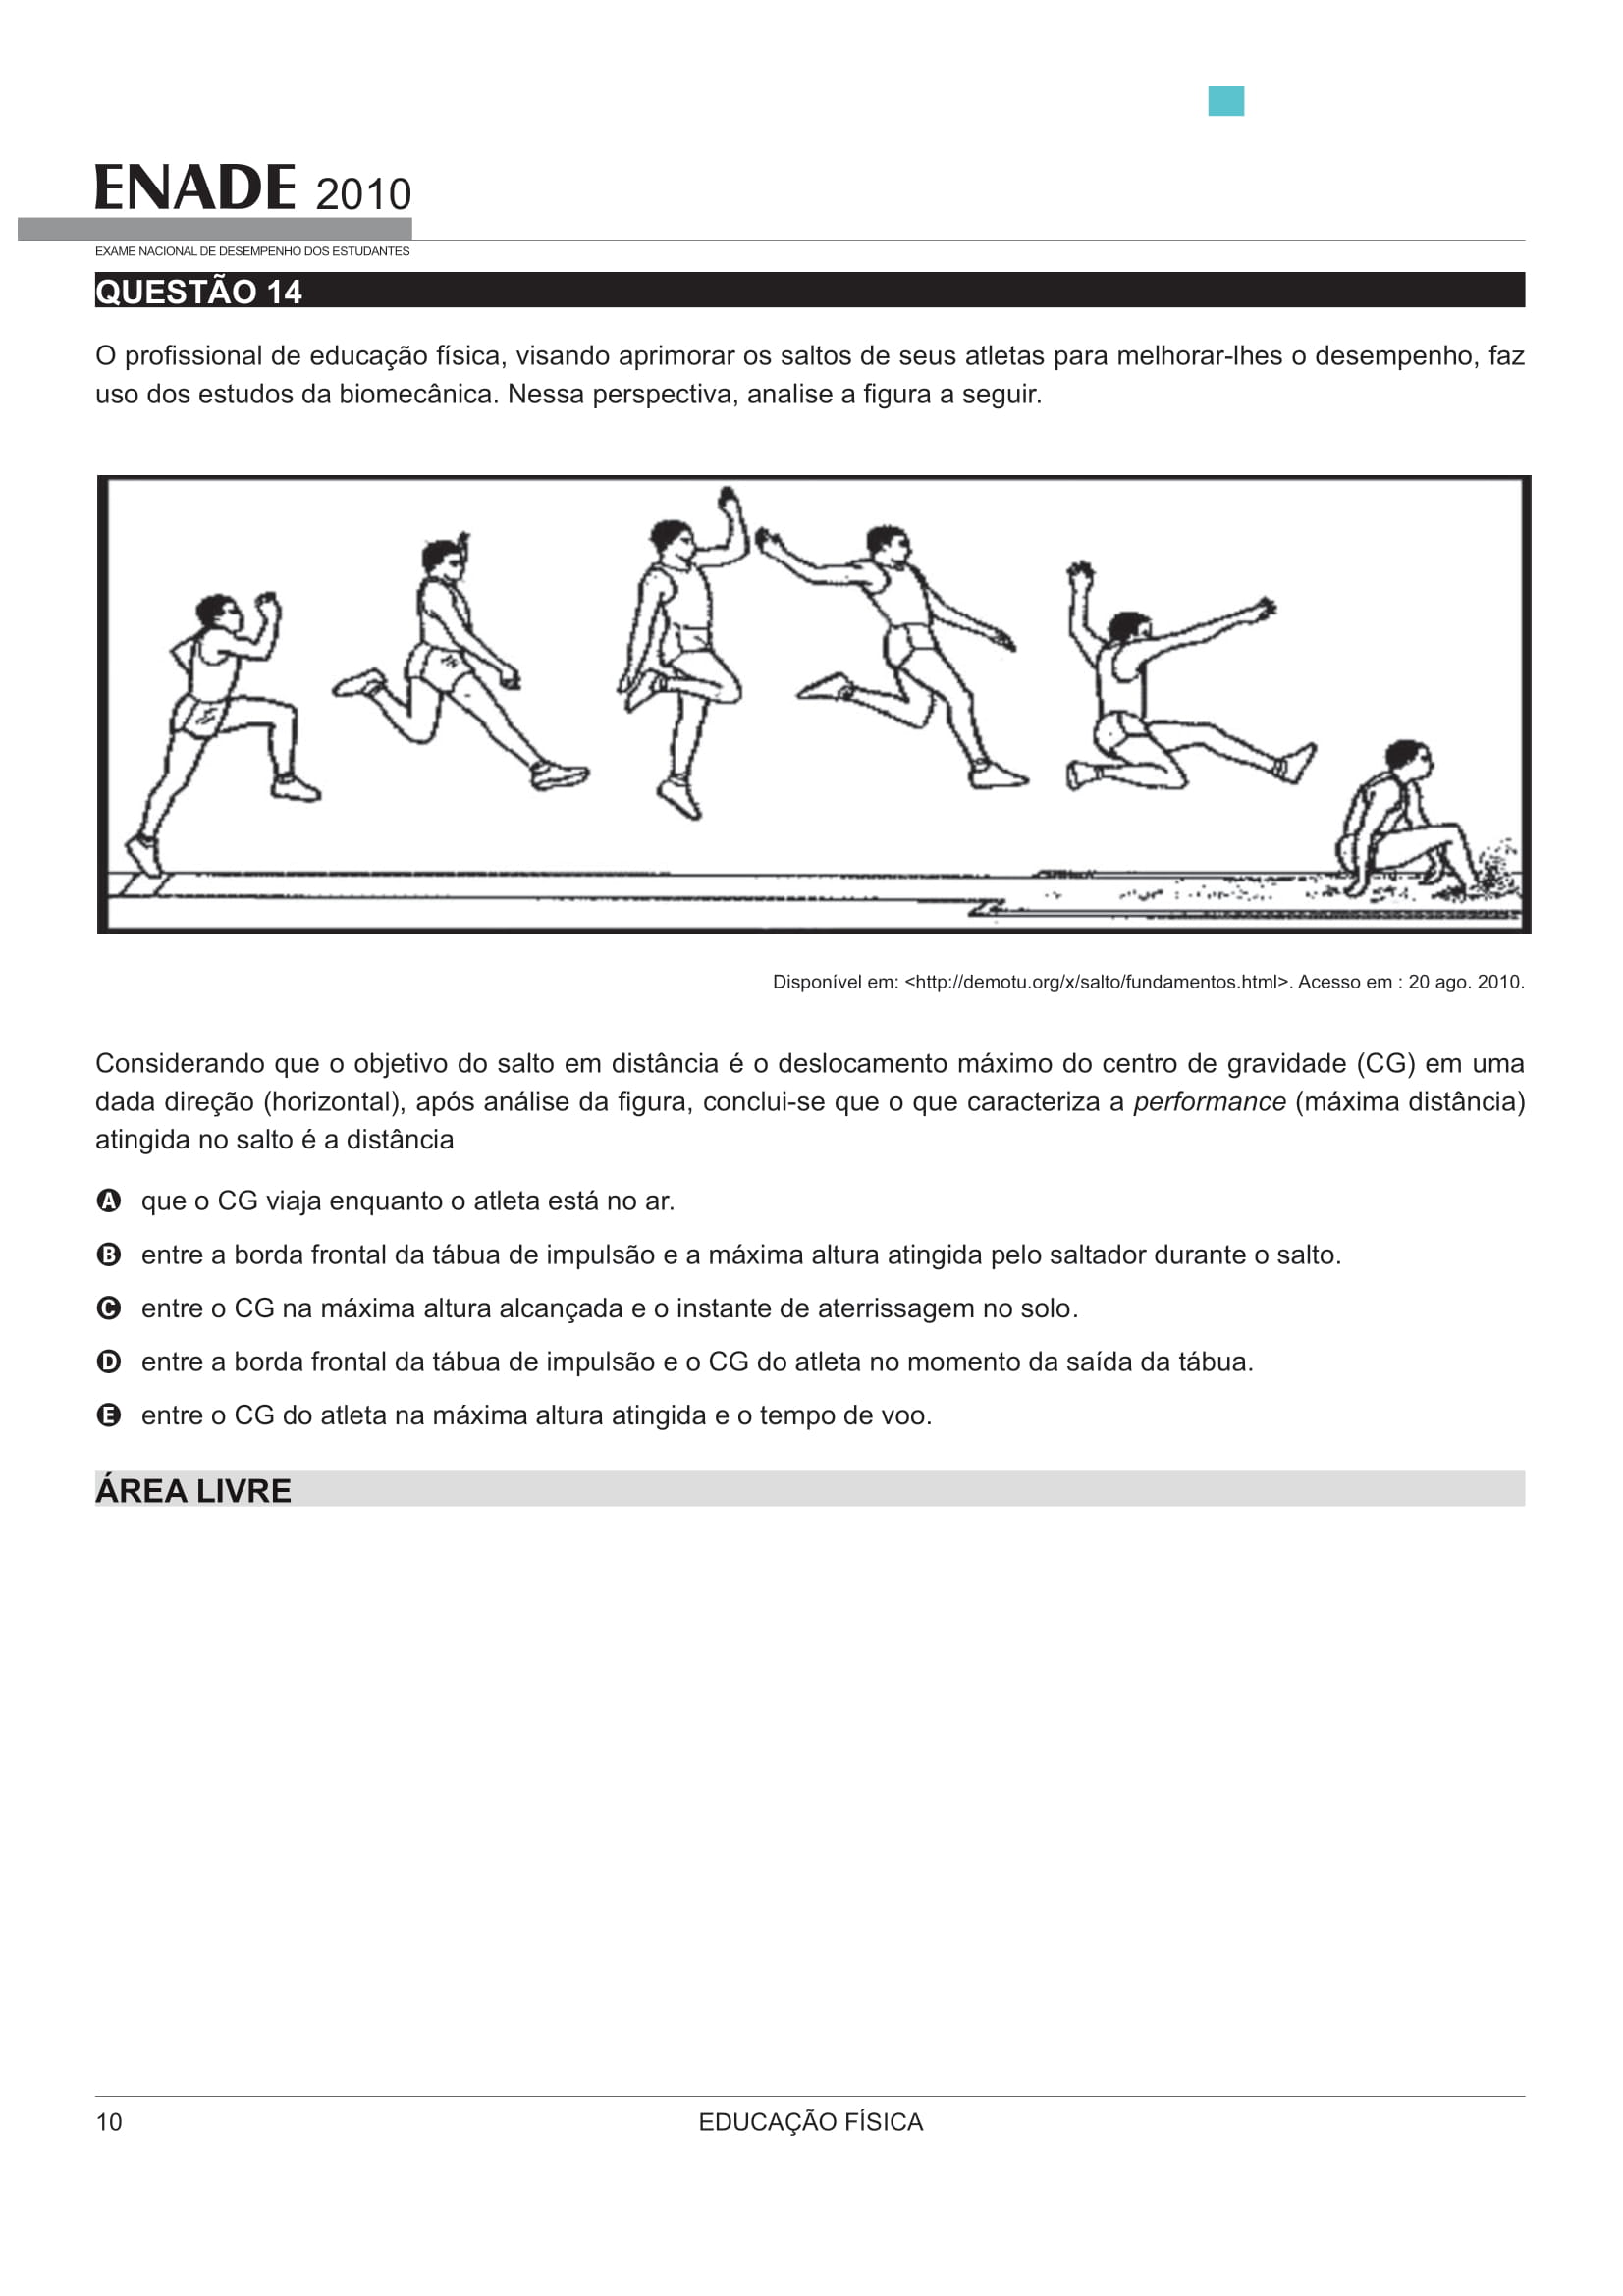 ENADE 2010
EXAME NACIONAL DE DESEMPENHO DOS ESTUDANTES
QUESTÃO 14
O profissional de educação física, visando aprimorar os saltos de seus atletas para melhorar-lhes o desempenho, faz
uso dos estudos da biomecânica. Nessa perspectiva, analise a figura a seguir.
Disponível em: <http://demotu.org/x/salto/fundamentos.html>. Acesso em : 20 ago. 2010.
Considerando que o objetivo do salto em distância é o deslocamento máximo do centro de gravidade (CG) em uma
dada direção (horizontal), após análise da figura, conclui-se que o que caracteriza a performance (máxima distância)
atingida no salto é a distância
A que o CG viaja enquanto o atleta está no ar.
B entre a borda frontal da tábua de impulsão e a máxima altura atingida pelo saltador durante o salto.
C entre o CG na máxima altura alcançada e o instante de aterrissagem no solo.
D entre a borda frontal da tábua de impulsão e o CG do atleta no momento da saída da tábua.
E entre o CG do atleta na máxima altura atingida e o tempo de voo.
ÁREA LIVRE
10
EDUCAÇÃO FÍSICA